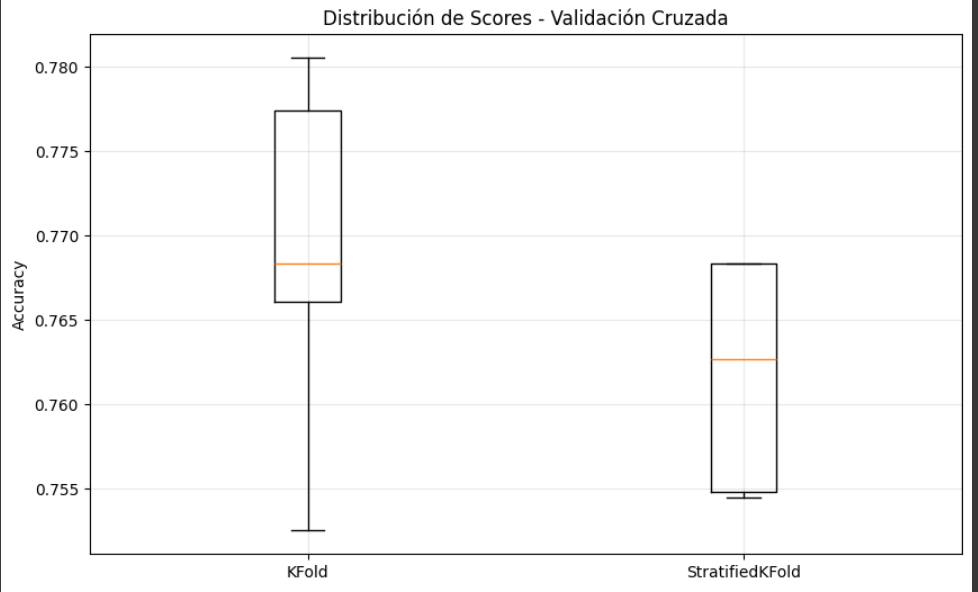 Distribución de Scores - Validación Cruzada
0.780
0.775
0.770
0.765
0.760
0.755
Accuracy
KFold
StratifiedKFold